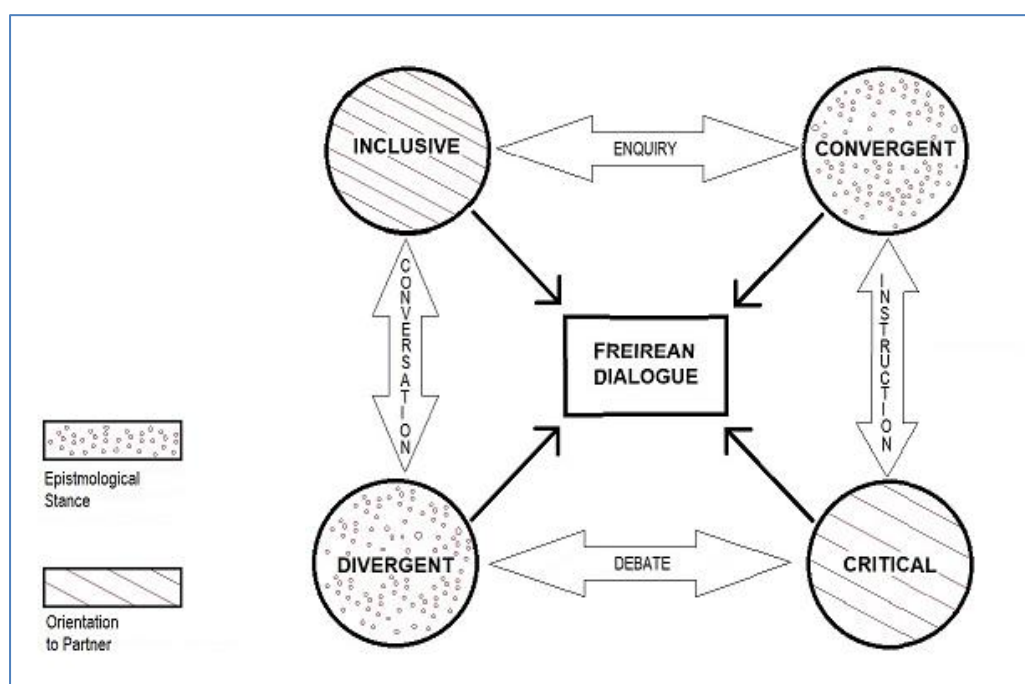 INCLUSIVE
ENQUIRY
CONVERGENT
CONVERSATION
FREIREAN
DIALOGUE
INSTRUCTION
Epistmological
Stance
DIVERGENT
DEBATE
CRITICAL
Orientation
to Partner